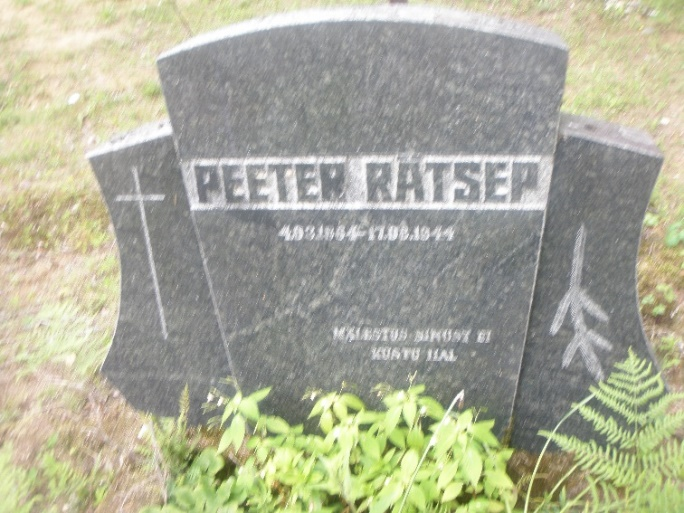 PEETER RÄTSEP
4.03.1864-17.08.1944
MÄLESTUS SINUST EI
KUSTU IIAL